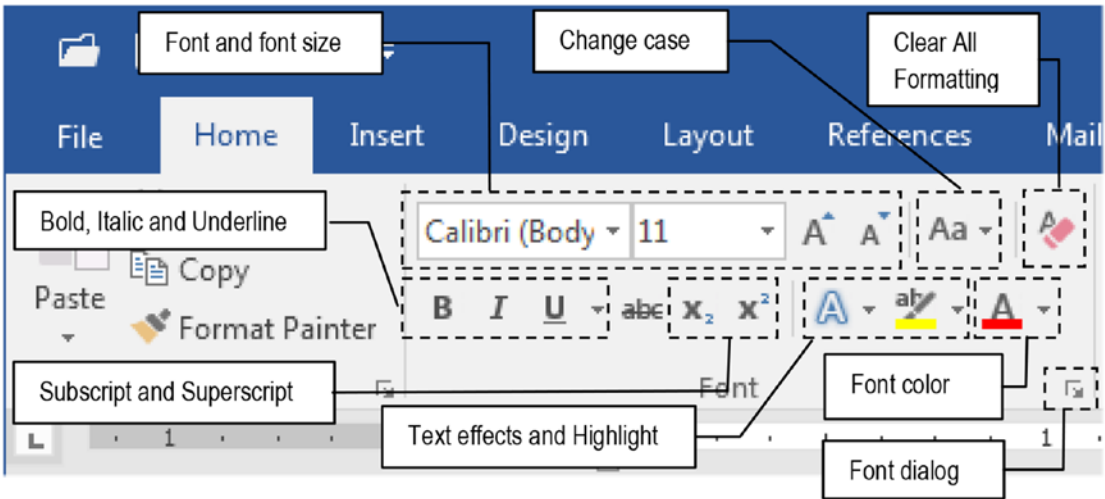 Font and font size
Change case
Clear All
Formatting
File Home Insert Design Layout References Mail
Bold, Italic and Underline
Calibri (Body 11 A A Aa A
Copy
Paste
B I U abc x₂ x² A ab A
Format Painter
Subscript and Superscript
Font
Font color
Text effects and Highlight
L 1 1
Font dialog